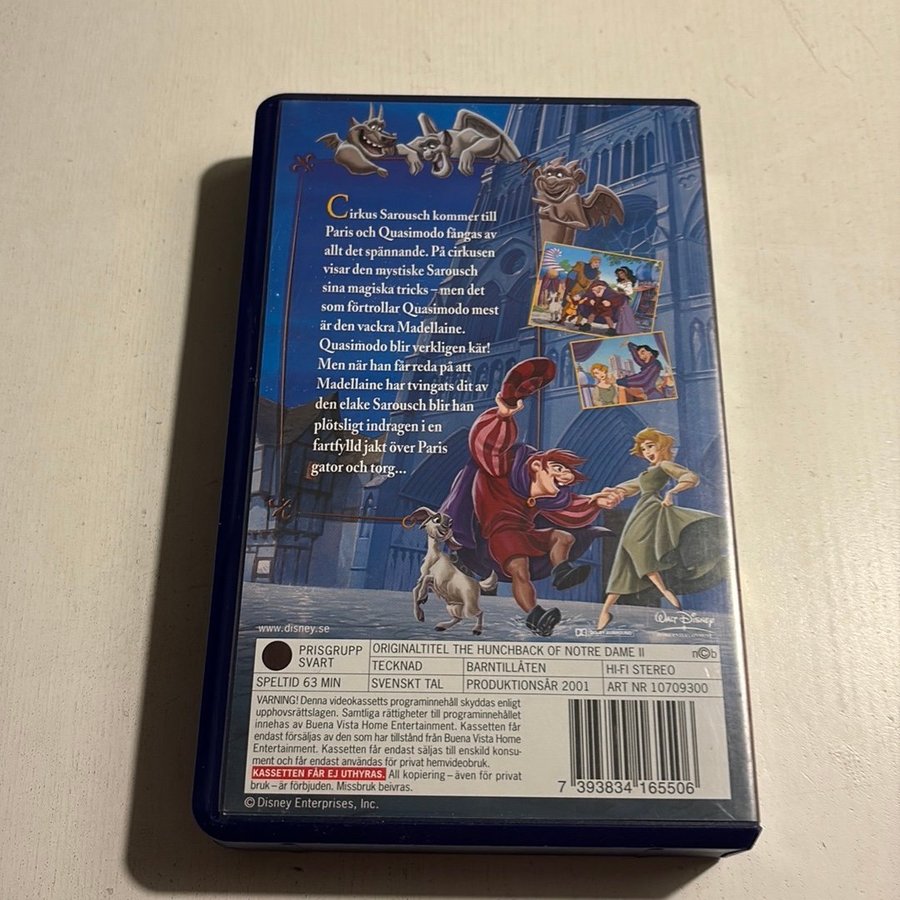 Cirkus Sarousch kommer till
Paris och Quasimodo fångas av
allt det spännande. På cirkusen
visar den mystiske Sarousch
sina magiska tricks – men det
som förtrollar Quasimodo mest
är den vackra Madellaine.
Quasimodo blir verkligen kär!
Men när han får reda på att
Madellaine har tvingats dit av
den elake Sarousch blir han
plötsligt indragen i en
fartfylld jakt över Paris
gator och torg...
WALT DISNEY
www.disney.se
DOLBY SURROUND
PRISGRUPP
SVART
ORIGINALTITEL THE HUNCHBACK OF NOTRE DAME II
n©b
TECKNAD
BARNTILLÅTEN
HI-FI STEREO
SPELTID 63 MIN
SVENSKT TAL
PRODUKTIONSÅR 2001
ART NR 10709300
VARNING! Denna videokassetts programinnehåll skyddas enligt
upphovsrättslagen. Samtliga rättigheter till programinnehållet
innehas av Buena Vista Home Entertainment. Kassetten får
endast försäljas av den som har tillstånd från Buena Vista Home
Entertainment. Kassetten får endast säljas till enskild konsu-
ment och får endast användas för privat hemvideobruk.
KASSETTEN FÅR EJ UTHYRAS. All kopiering – även för privat
bruk – är förbjuden. Missbruk beivras.
7 393834 165506
© Disney Enterprises, Inc.